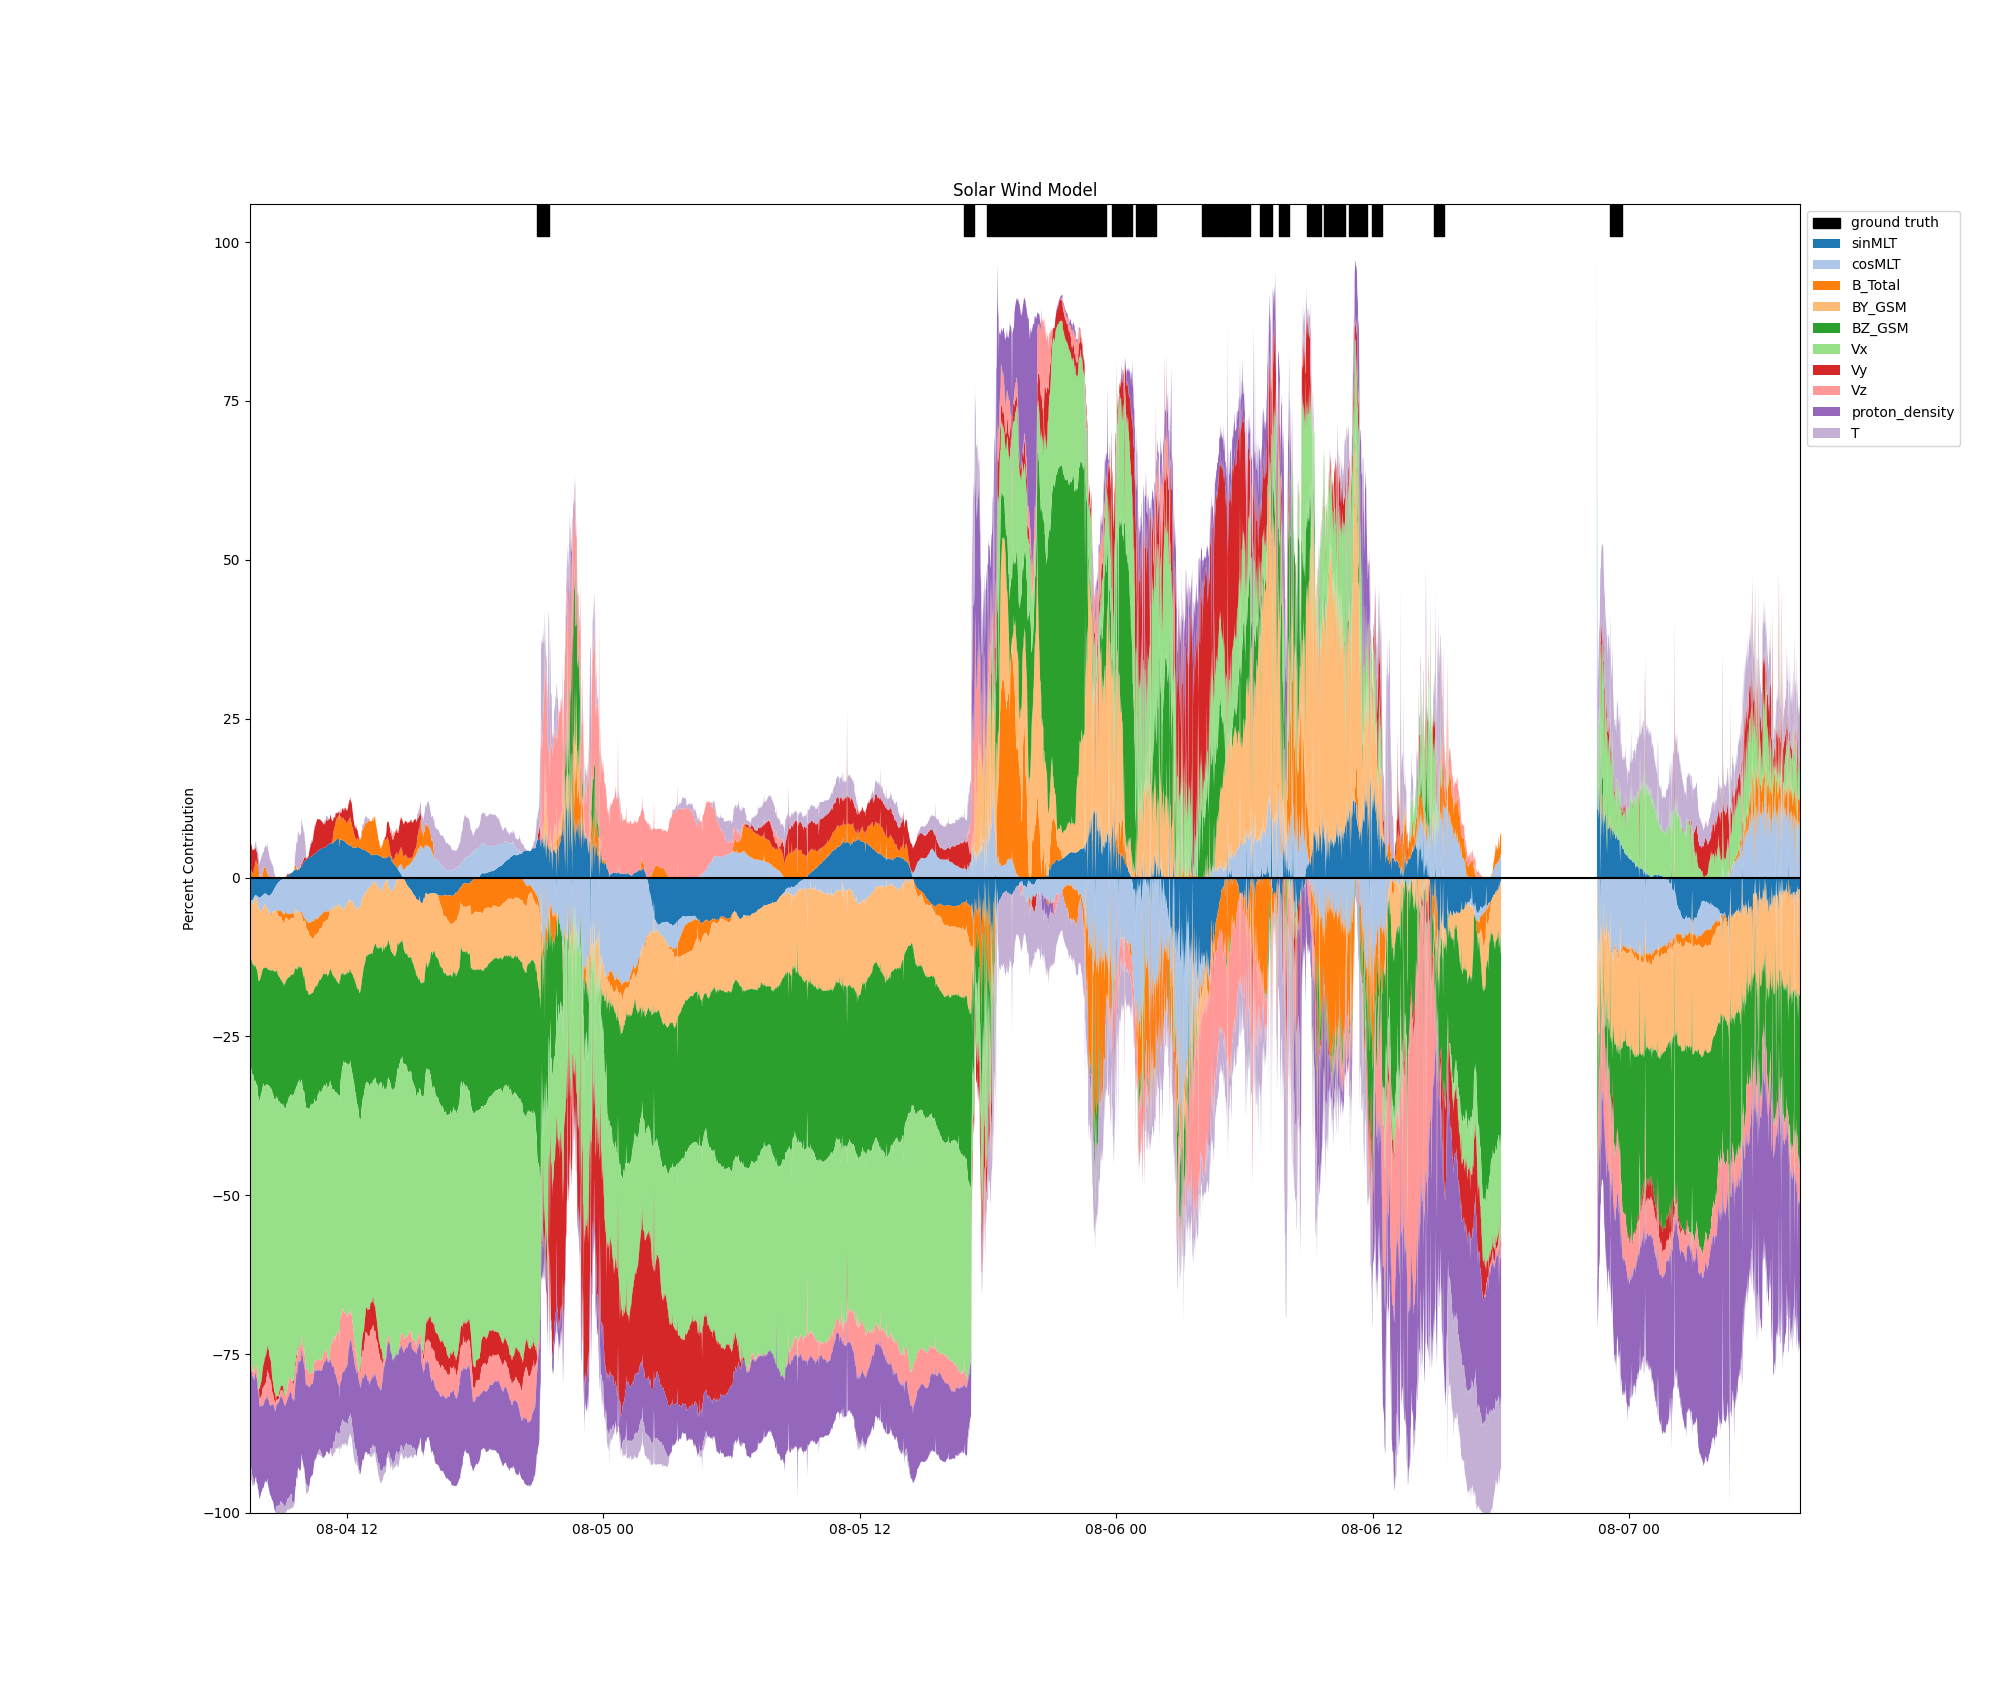 Solar Wind Model
Percent Contribution
100
75
50
25
0
−25
−50
−75
−100
08-04 12
08-05 00
08-05 12
08-06 00
08-06 12
08-07 00
ground truth
sinMLT
cosMLT
B_Total
BY_GSM
BZ_GSM
Vx
Vy
Vz
proton_density
T